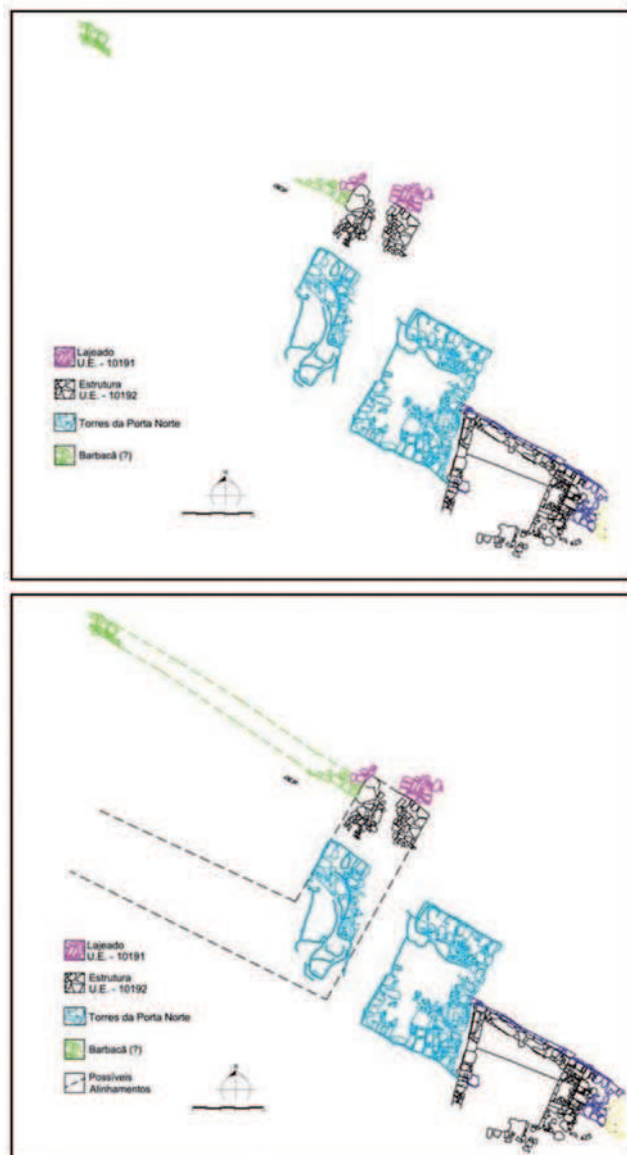 Lajeado
U.E. - 10191
Estrutura
U.E. - 10192
Torres da Porta Norte
Barbacã (?)
Lajeado
U.E. - 10191
Estrutura
U.E. - 10192
Torres da Porta Norte
Barbacã (?)
Possíveis
Alinhamentos